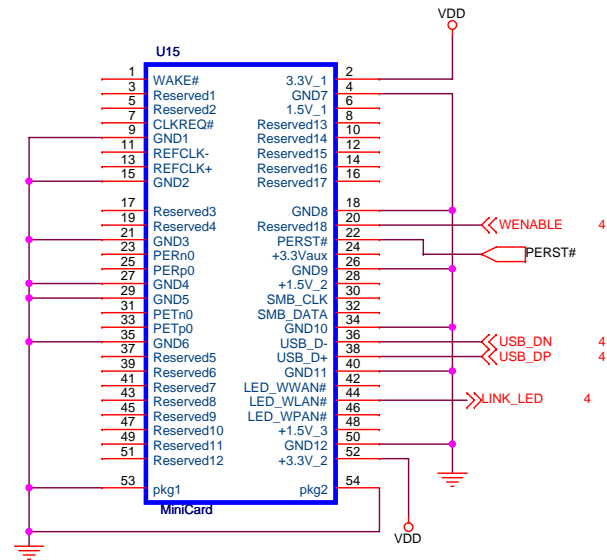 VDD
U15
1 WAKE# 3.3V_1 2
3 Reserved1 GND7 4
5 Reserved2 1.5V_1 6
7 CLKREQ# Reserved13 8
9 GND1 Reserved14 10
11 REFCLK- Reserved15 12
13 REFCLK+ Reserved16 14
15 GND2 Reserved17 16
17 Reserved3 GND8 18
19 Reserved4 Reserved18 20 WENABLE 4
21 GND3 PERST# 22
23 PERn0 +3.3Vaux 24 PERST#
25 PERp0 GND9 26
27 GND4 +1.5V_2 28
29 GND5 SMB_CLK 30
31 PETn0 SMB_DATA 32
33 PETp0 GND10 34
35 GND6 USB_D- 36 USB_DN 4
37 Reserved5 USB_D+ 38 USB_DP 4
39 Reserved6 GND11 40
41 Reserved7 LED_WWAN# 42
43 Reserved8 LED_WLAN# 44 LINK_LED 4
45 Reserved9 LED_WPAN# 46
47 Reserved10 +1.5V_3 48
49 Reserved11 GND12 50
51 Reserved12 +3.3V_2 52
53 pkg1 pkg2 54
MiniCard
VDD